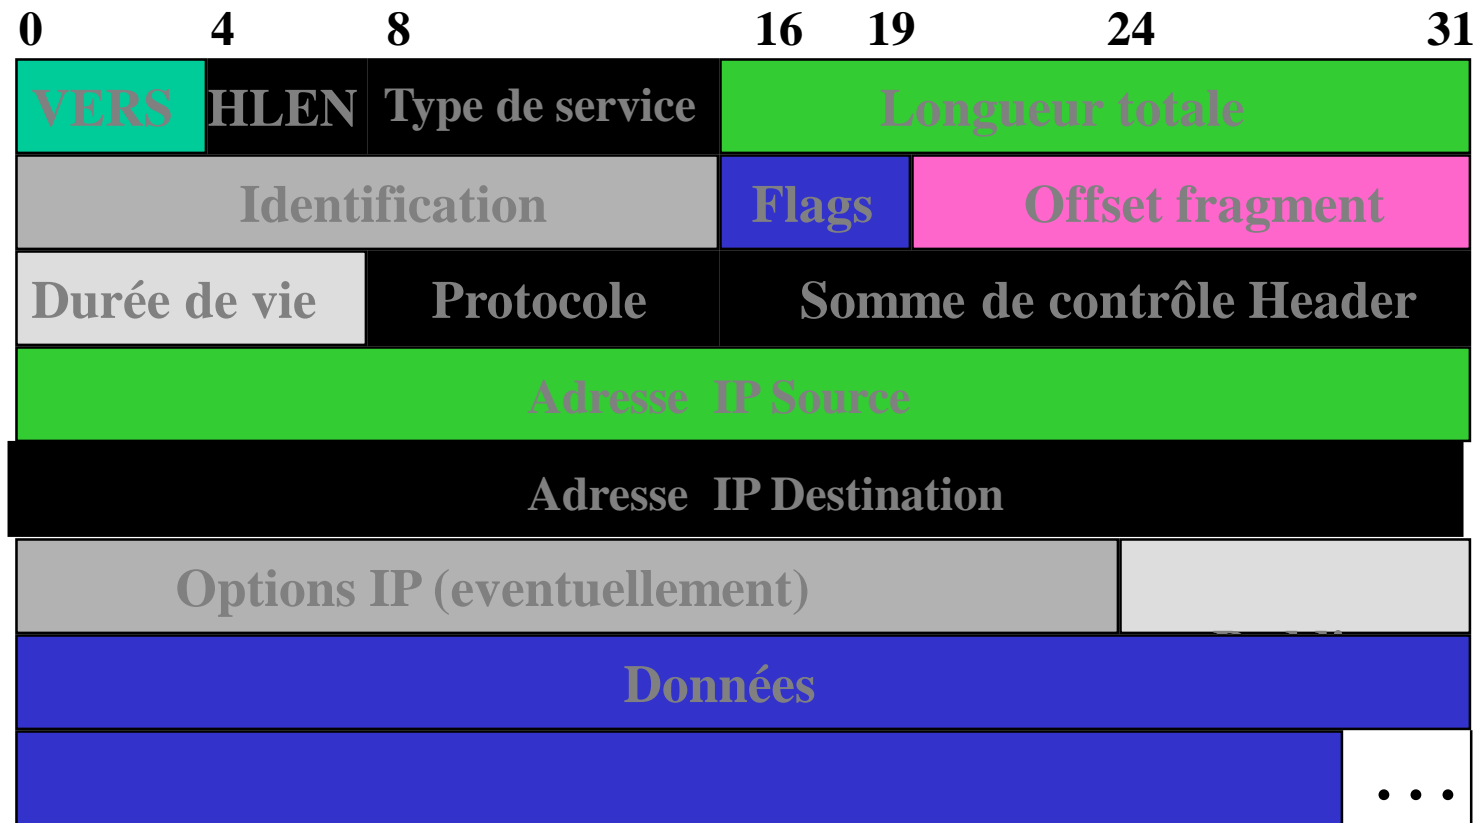 0 4 8 16 19 24 31
VERS HLEN Type de service Longueur totale
Identification Flags Offset fragment
Durée de vie Protocole Somme de contrôle Header
Adresse IP Source
Adresse IP Destination
Options IP (eventuellement)
Données
. . .